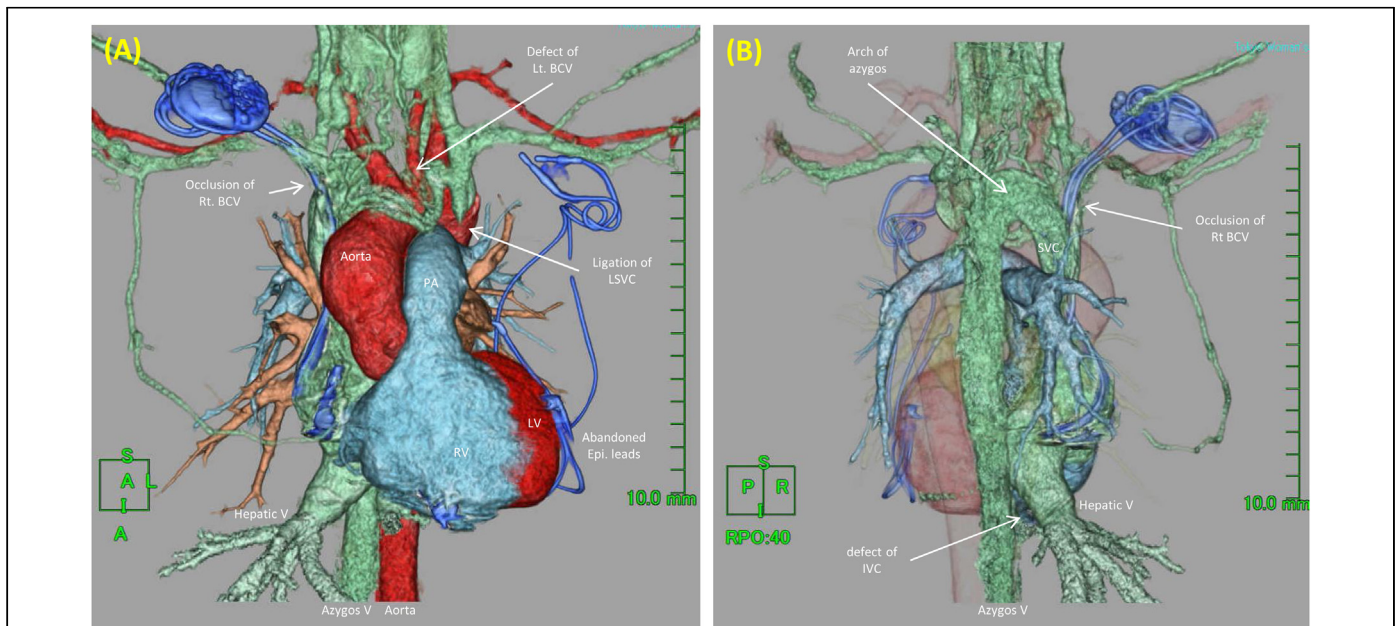 (A)
Defect of
Lt. BCV
Occlusion of
Rt. BCV
Aorta
PA
Ligation of
LSVC
LV
RV
Abandoned
Epi. leads
S
A L
I
A
10.0 mm
Hepatic V
Azygos V Aorta
(B)
Arch of
azygos
SVC
Occlusion of
Rt BCV
S
P R
I
RPO:40
Hepatic V
defect of
IVC
Azygos V
10.0 mm